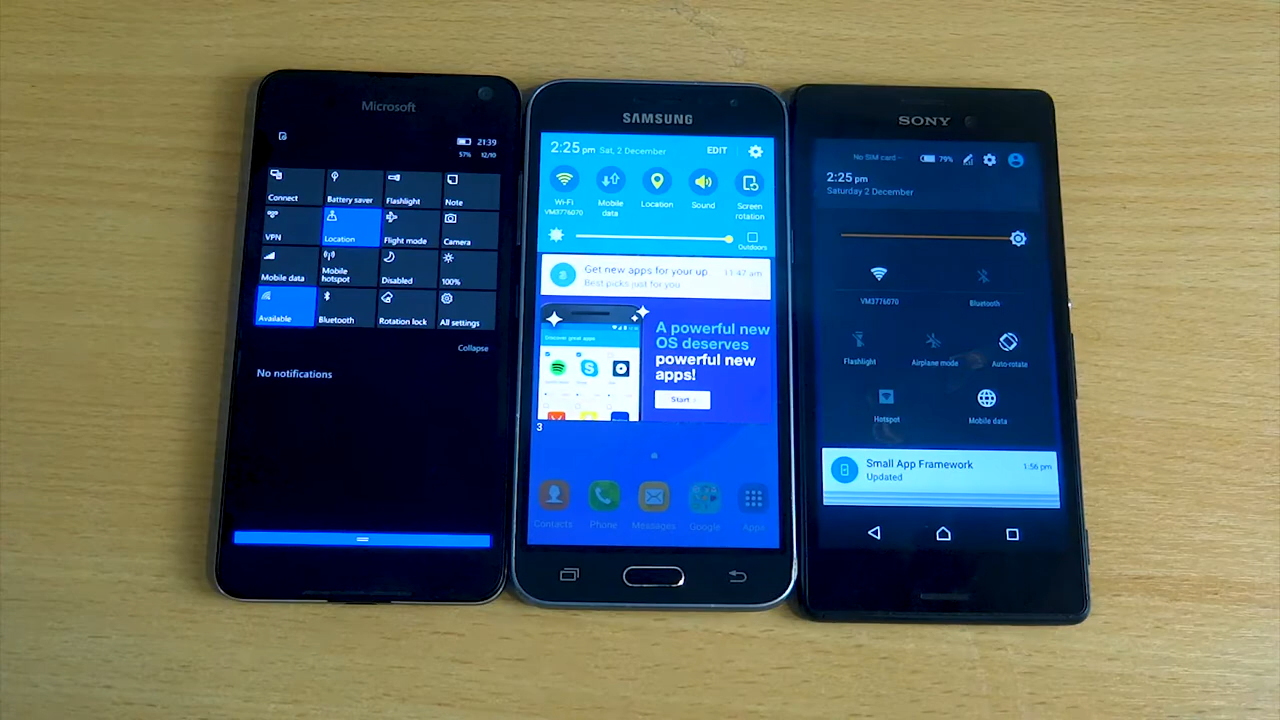 Microsoft
21:39
57% 12/10
Connect
Battery saver
Flashlight
Note
VPN
Location
Flight mode
Camera
Mobile data
Mobile
hotspot
Disabled
100%
Available
Bluetooth
Rotation lock
All settings
Collapse
No notifications
SAMSUNG
2:25 pm Sat, 2 December EDIT
Wi-Fi
VM3776070
Mobile
data
Location
Sound
Screen
rotation
Outdoors
Get new apps for your up 11:47 am
Best picks just for you
Discover great apps
A powerful new
OS deserves
powerful new
apps!
Start
3
Contacts
Phone
Messages
Google
Apps
SONY
No SIM card 79%
2:25 pm
Saturday 2 December
VM3776070
Bluetooth
Flashlight
Airplane mode
Auto-rotate
Hotspot
Mobile data
Small App Framework 1:56 pm
Updated